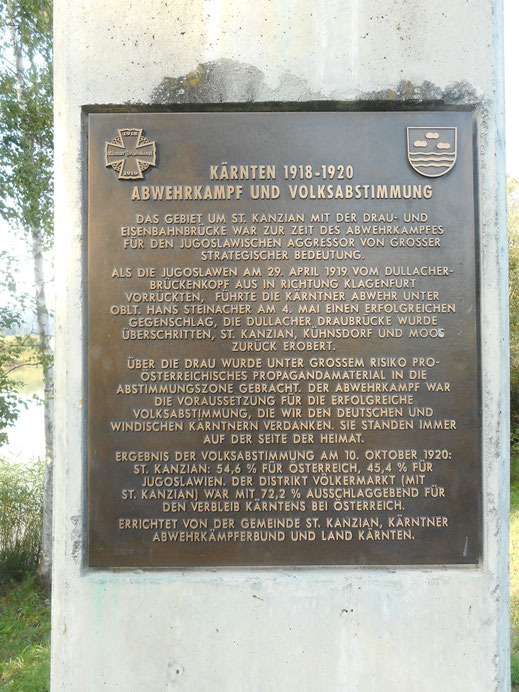 1918
Kärntner Freiheitskampf
1919
KÄRNTEN 1918-1920
ABWEHRKAMPF UND VOLKSABSTIMMUNG
DAS GEBIET UM ST. KANZIAN MIT DER DRAU- UND
EISENBAHNBRÜCKE WAR ZUR ZEIT DES ABWEHRKAMPFES
FÜR DEN JUGOSLAWISCHEN AGGRESSOR VON GROSSER
STRATEGISCHER BEDEUTUNG.
ALS DIE JUGOSLAWEN AM 29. APRIL 1919 VOM DULLACHER-
BRÜCKENKOPF AUS IN RICHTUNG KLAGENFURT
VORRÜCKTEN, FÜHRTE DIE KÄRNTNER ABWEHR UNTER
OBLT. HANS STEINACHER AM 4. MAI EINEN ERFOLGREICHEN
GEGENSCHLAG, DIE DULLACHER DRAUBRÜCKE WURDE
ÜBERSCHRITTEN, ST. KANZIAN, KÜHNSDORF UND MOOS
ZURÜCK EROBERT.
ÜBER DIE DRAU WURDE UNTER GROSSEM RISIKO PRO-
ÖSTERREICHISCHES PROPAGANDAMATERIAL IN DIE
ABSTIMMUNGSZONE GEBRACHT. DER ABWEHRKAMPF WAR
DIE VORAUSSETZUNG FÜR DIE ERFOLGREICHE
VOLKSABSTIMMUNG, DIE WIR DEN DEUTSCHEN UND
WINDISCHEN KÄRNTNERN VERDANKEN. SIE STANDEN IMMER
AUF DER SEITE DER HEIMAT.
ERGEBNIS DER VOLKSABSTIMMUNG AM 10. OKTOBER 1920:
ST. KANZIAN: 54,6 % FÜR ÖSTERREICH, 45,4 % FÜR
JUGOSLAWIEN. DER DISTRIKT VÖLKERMARKT (MIT
ST. KANZIAN) WAR MIT 72,2 % AUSSCHLAGGEBEND FÜR
DEN VERBLEIB KÄRNTENS BEI ÖSTERREICH.
ERRICHTET VON DER GEMEINDE ST. KANZIAN, KÄRNTNER
ABWEHRKÄMPFERBUND UND LAND KÄRNTEN.